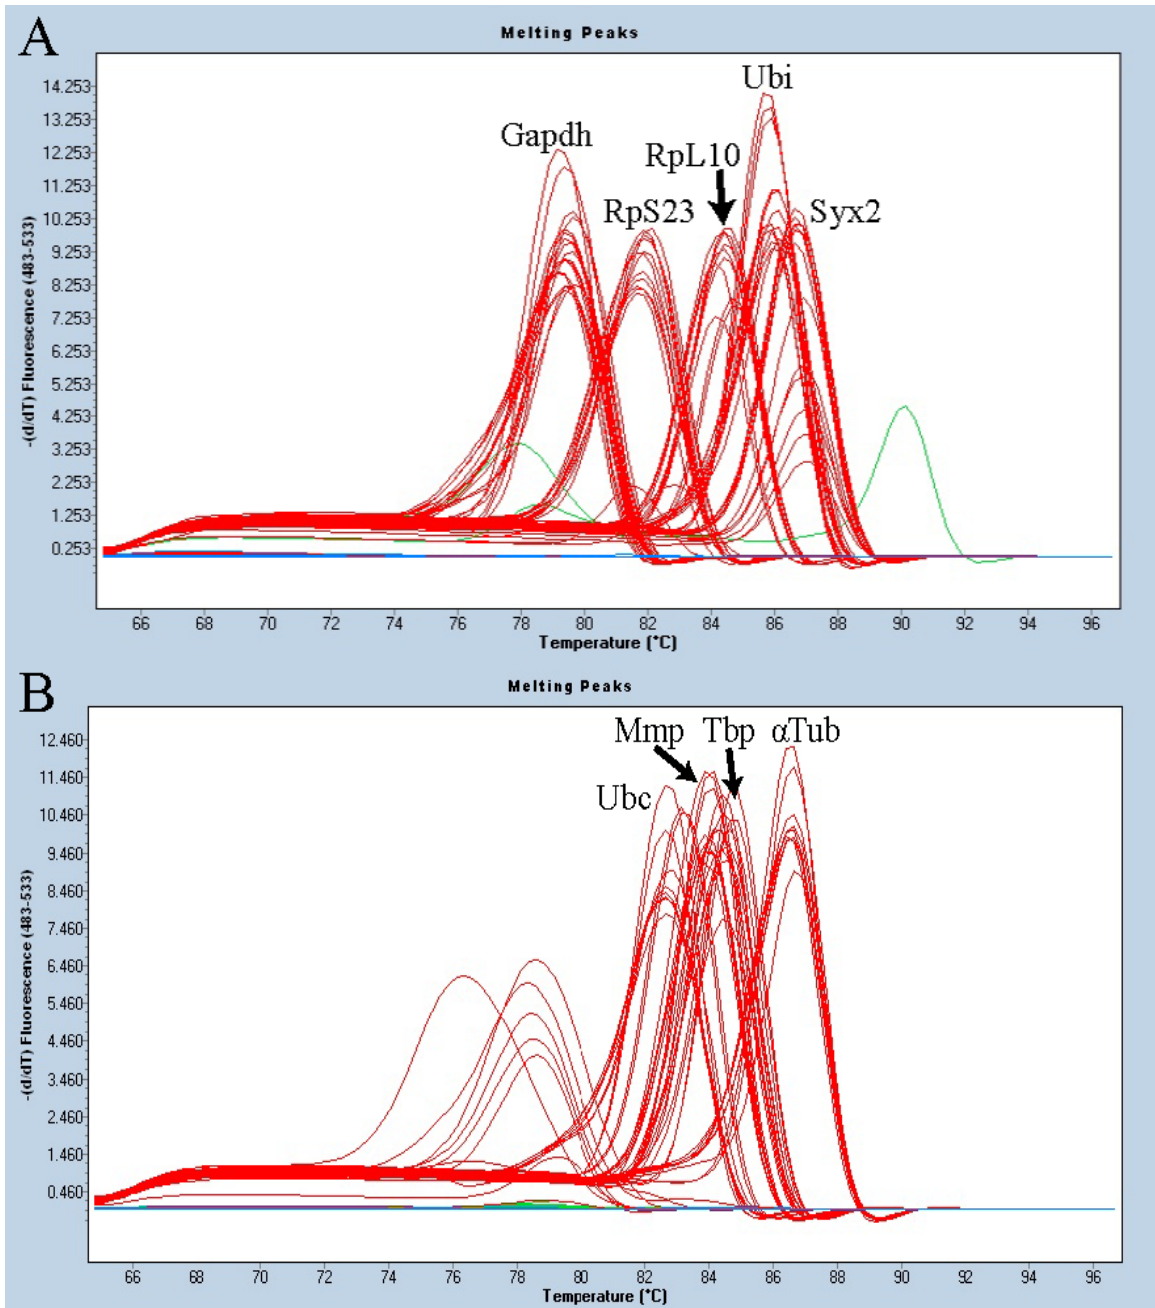 A
Melting Peaks
14.253
13.253
12.253
11.253
10.253
9.253
8.253
7.253
6.253
5.253
4.253
3.253
2.253
1.253
0.253
-(d/dT) Fluorescence (483-533)
Ubi
Gapdh
RpL10
RpS23
Syx2
66 68 70 72 74 76 78 80 82 84 86 88 90 92 94 96
Temperature (°C)
B
Melting Peaks
12.460
11.460
10.460
9.460
8.460
7.460
6.460
5.460
4.460
3.460
2.460
1.460
0.460
-(d/dT) Fluorescence (483-533)
Mmp Tbp αTub
Ubc
66 68 70 72 74 76 78 80 82 84 86 88 90 92 94 96
Temperature (°C)